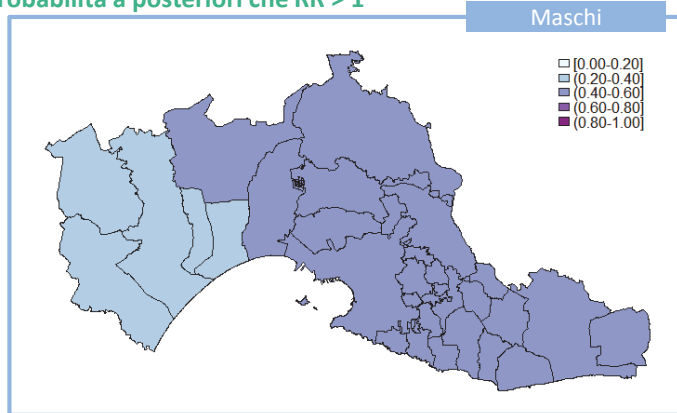 robabilità a posteriori che RR > 1
Maschi
[0.00-0.20]
(0.20-0.40]
(0.40-0.60]
(0.60-0.80]
(0.80-1.00]